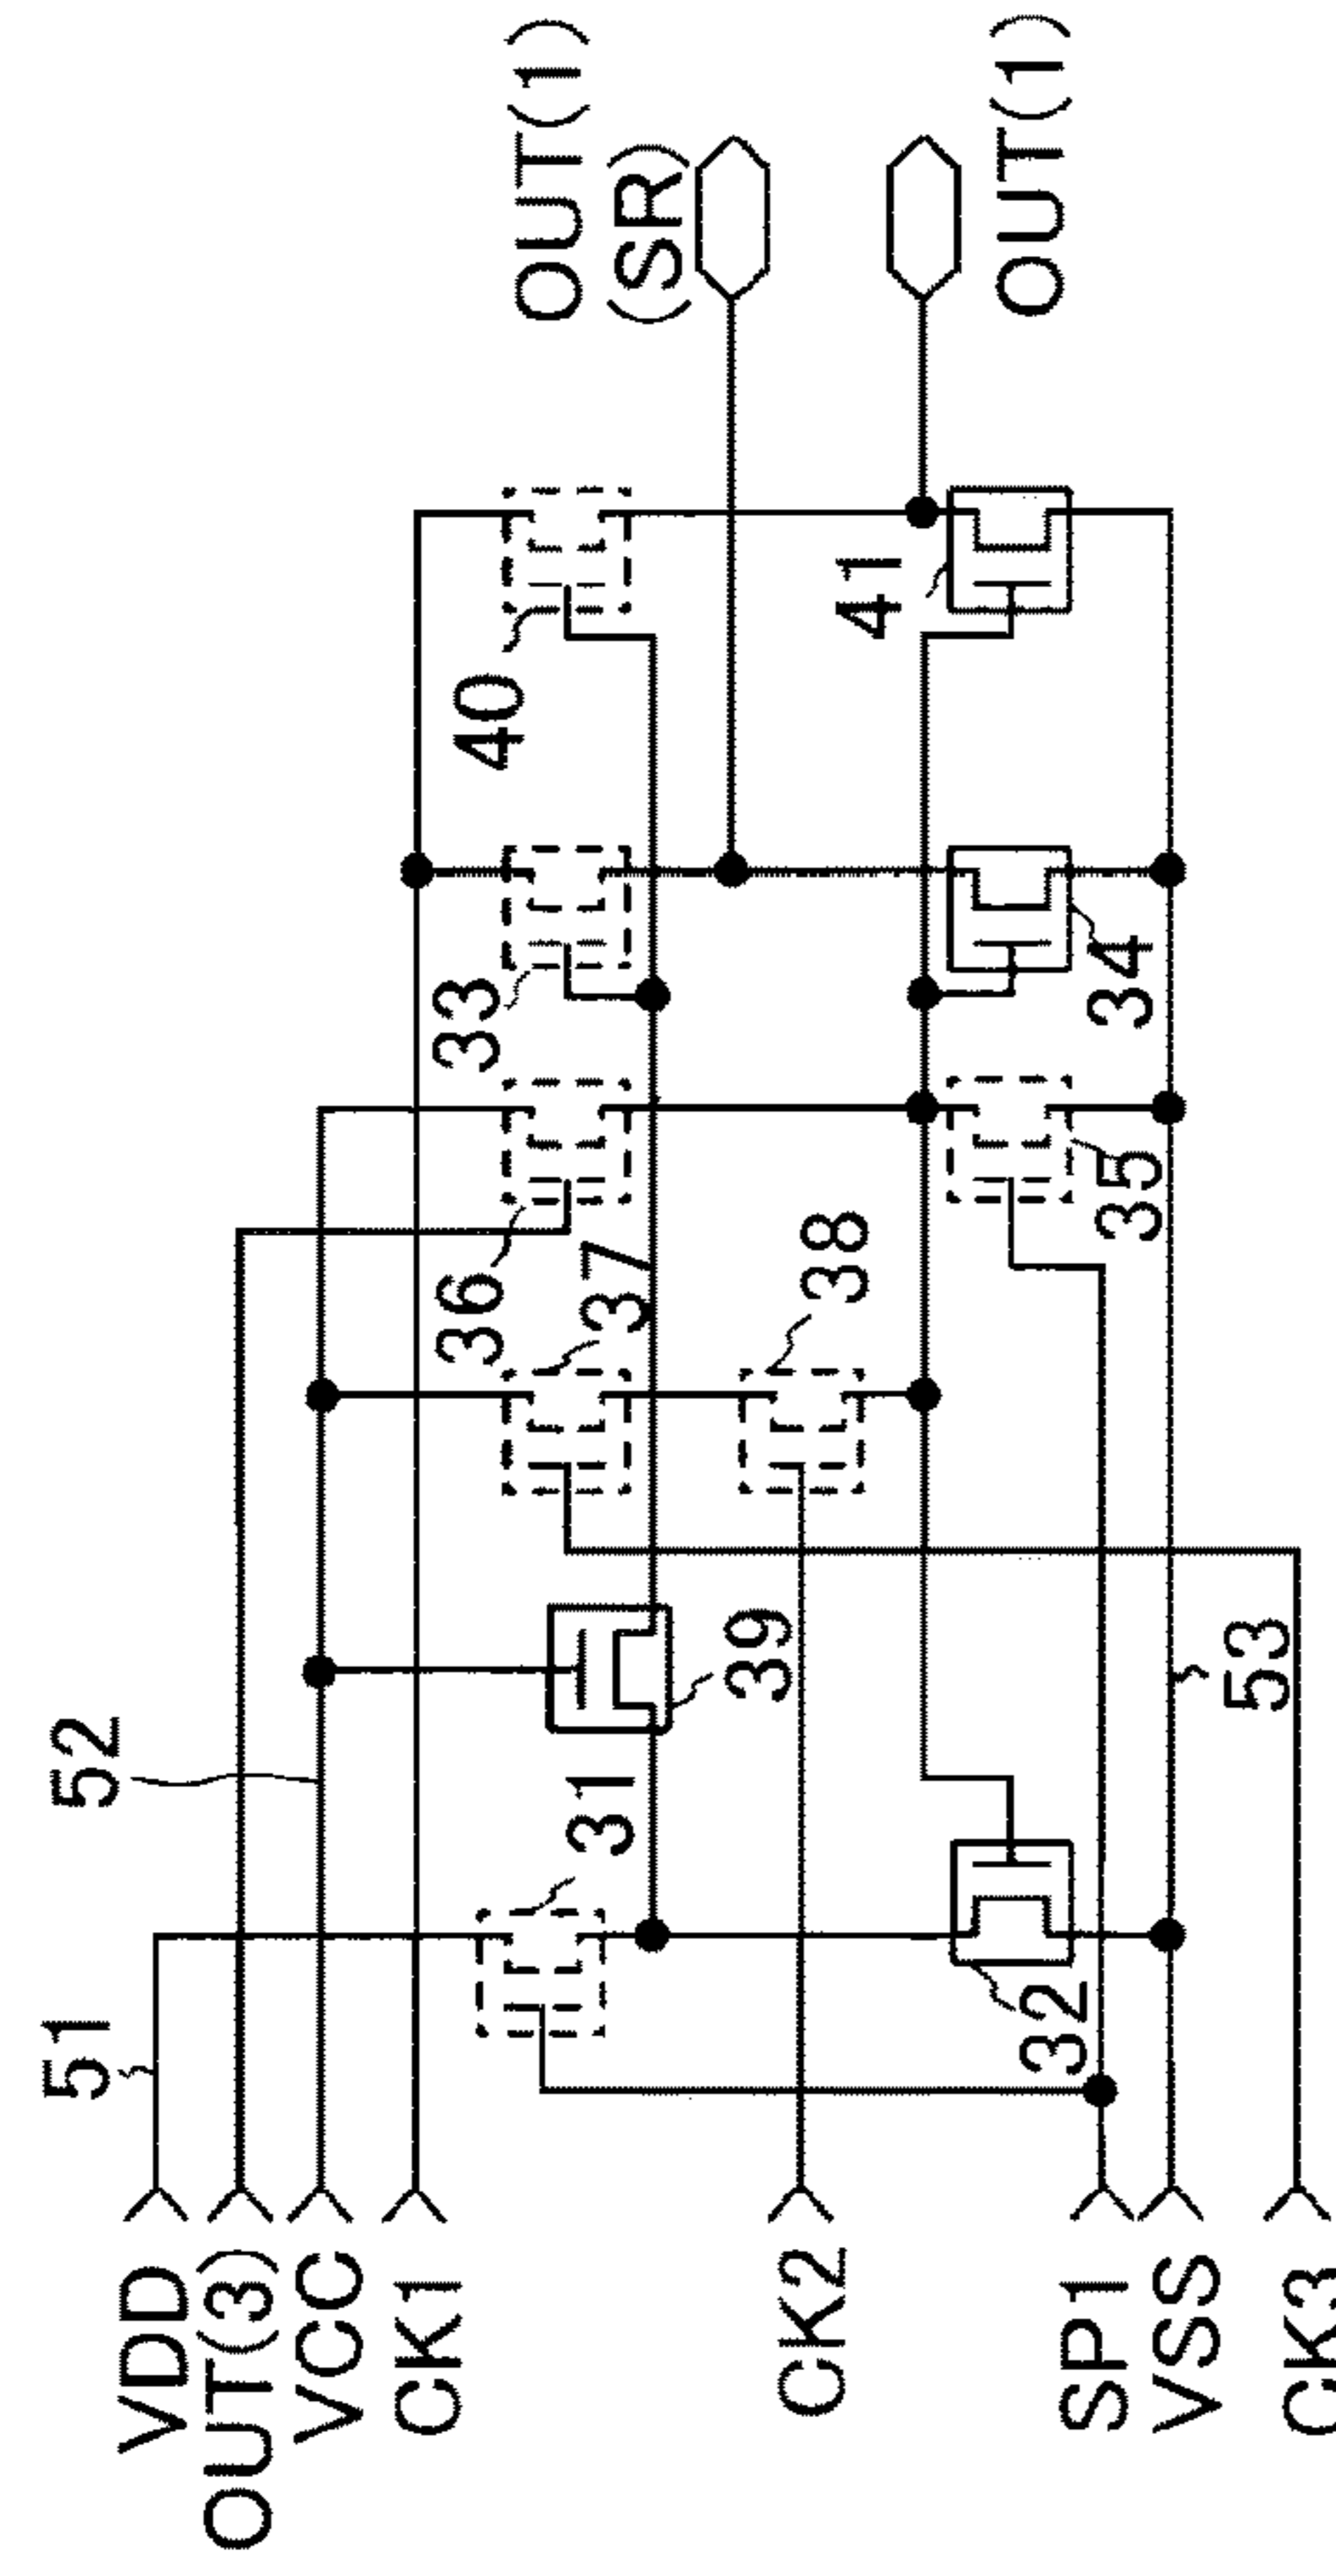 VDD
OUT(3)
VCC
CK1
CK2
SP1
VSS
CK3
51
52
53
31
32
39
37
38
36
35
33
34
40
41
OUT(1)
(SR)
OUT(1)